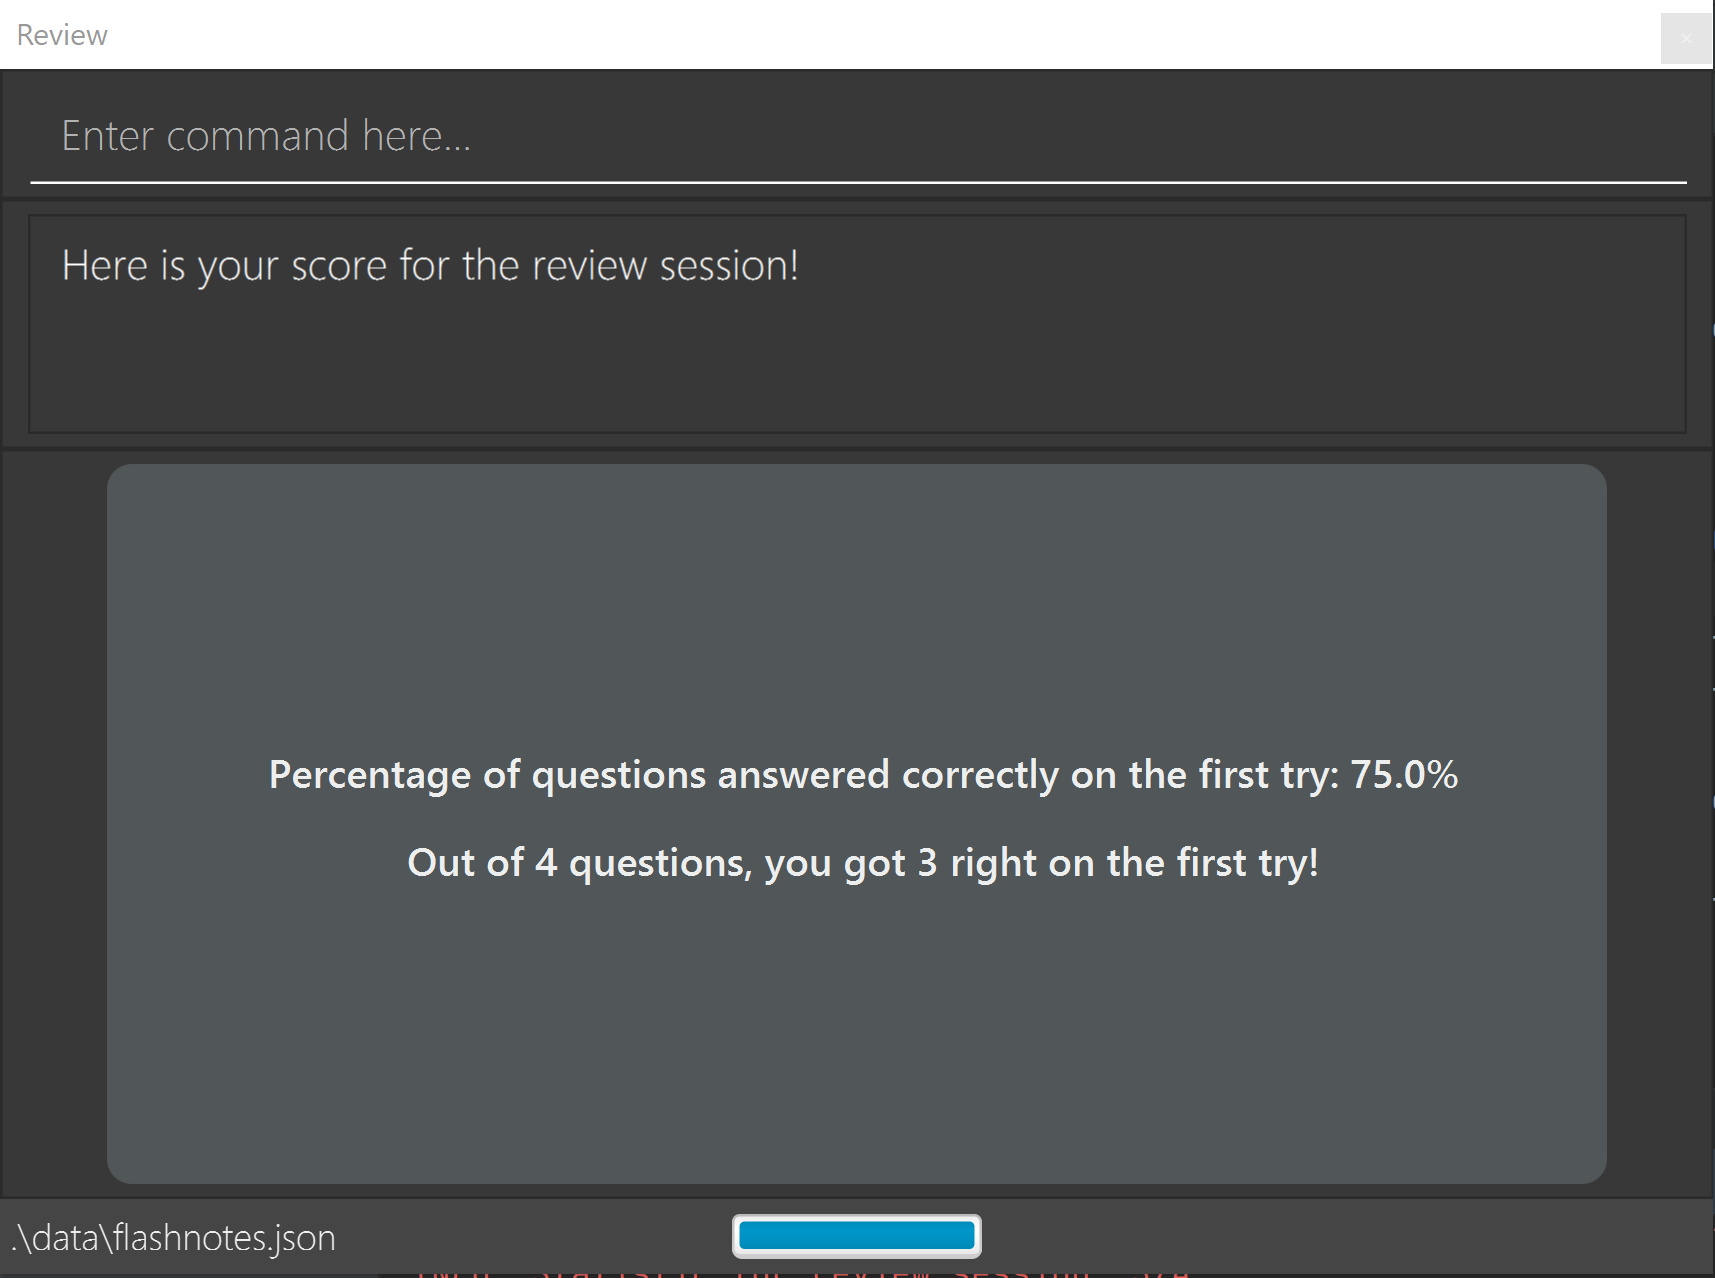 Review
Enter command here...
Here is your score for the review session!
Percentage of questions answered correctly on the first try: 75.0%
Out of 4 questions, you got 3 right on the first try!
.\data\flashnotes.json